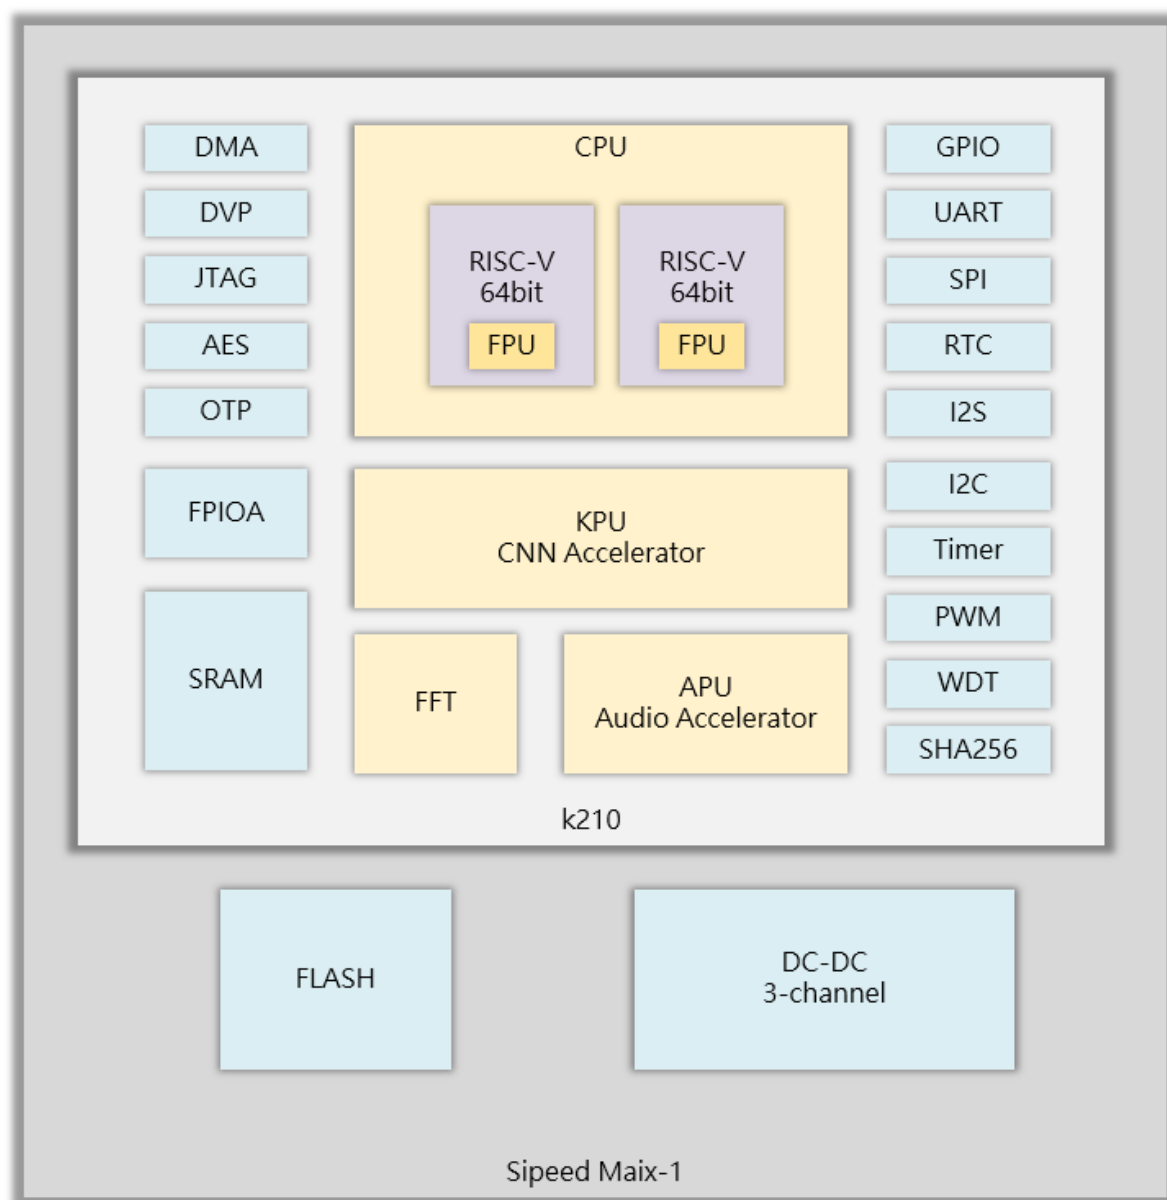 DMA
DVP
JTAG
AES
OTP
FPIOA
SRAM
CPU
RISC-V
64bit
FPU
RISC-V
64bit
FPU
KPU
CNN Accelerator
FFT
APU
Audio Accelerator
GPIO
UART
SPI
RTC
I2S
I2C
Timer
PWM
WDT
SHA256
k210
FLASH
DC-DC
3-channel
Sipeed Maix-1